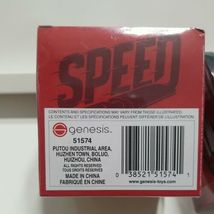 SPEED
CONTENTS AND SPECIFICATIONS MAY VARY FROM THOSE ILLUSTRATED.
LE CONTENU ET LES SPÉCIFICATIONS PEUVENT DIFFÉRER DE L'ILLUSTRATION.
genesis
51574
PUTOU INDUSTRIAL AREA,
HUZHEN TOWN, BOLUO,
HUIZHOU, CHINA
ALL RIGHTS RESERVED
TOUS DROITS RÉSERVÉS
MADE IN CHINA
FABRIQUÉ EN CHINE
0 38521 51574 1
www.genesis-toys.com